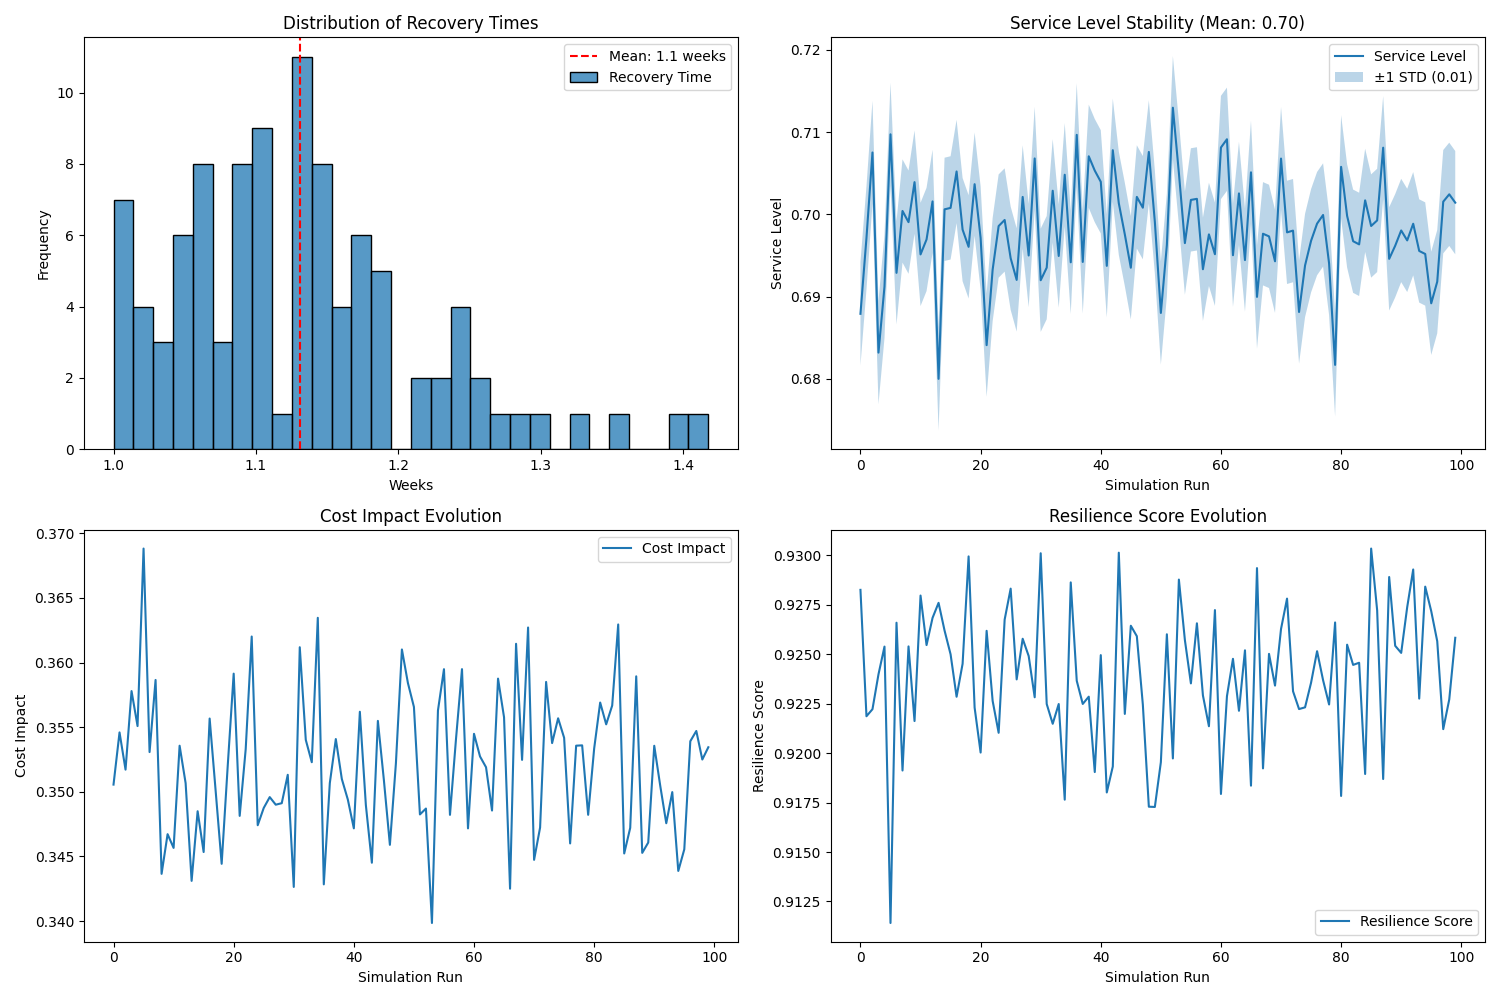 Distribution of Recovery Times
Frequency
10
8
6
4
2
0
1.0 1.1 1.2 1.3 1.4
Weeks
Mean: 1.1 weeks
Recovery Time
Service Level Stability (Mean: 0.70)
Service Level
0.72
0.71
0.70
0.69
0.68
0 20 40 60 80 100
Simulation Run
Service Level
±1 STD (0.01)
Cost Impact Evolution
Cost Impact
0.370
0.365
0.360
0.355
0.350
0.345
0.340
0 20 40 60 80 100
Simulation Run
Cost Impact
Resilience Score Evolution
Resilience Score
0.9300
0.9275
0.9250
0.9225
0.9200
0.9175
0.9150
0.9125
0 20 40 60 80 100
Simulation Run
Resilience Score